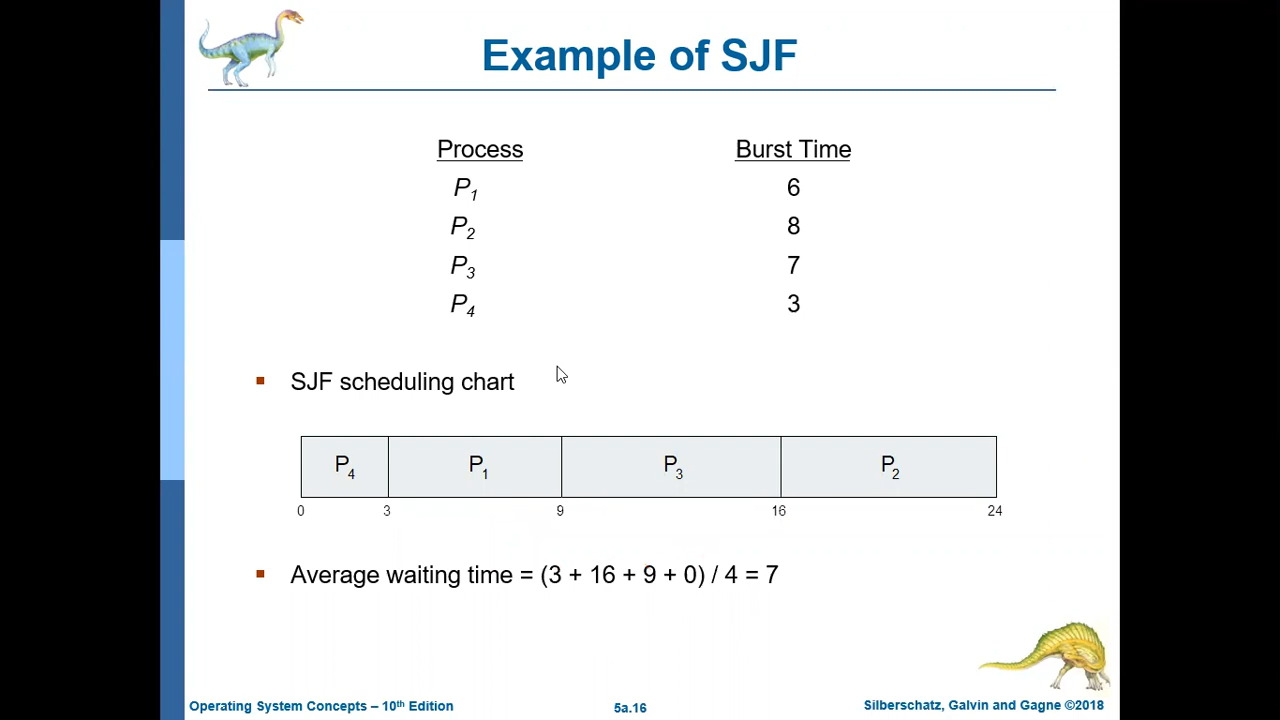 Example of SJF
Process Burst Time
P1 6
P2 8
P3 7
P4 3
▪ SJF scheduling chart
P4 P1 P3 P2
0 3 9 16 24
▪ Average waiting time = (3 + 16 + 9 + 0) / 4 = 7
Operating System Concepts – 10th Edition 5a.16 Silberschatz, Galvin and Gagne ©2018